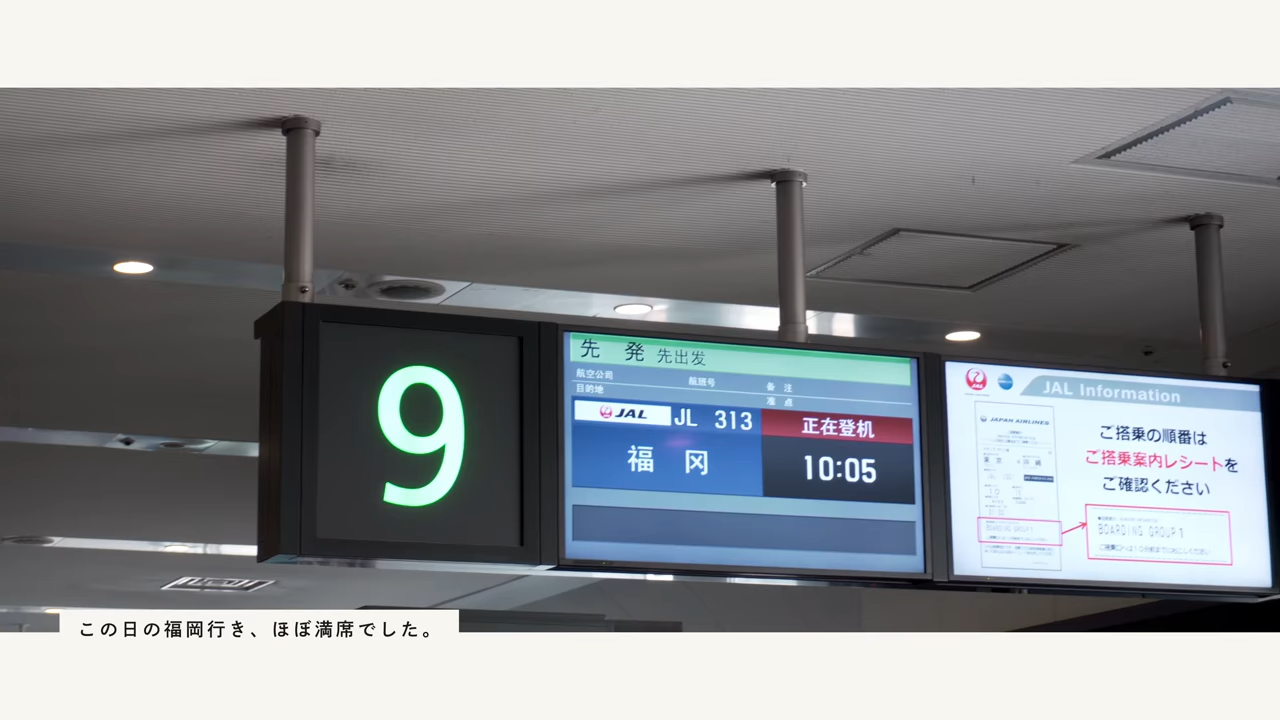 9
先 発 先出发
航空公司 航班号 备 注
目的地 准 点
JAL JL 313 正在登机
福 冈 10:05
JAL Information
JAPAN AIRLINES
ご搭乗の順番は
ご搭乗案内レシートを
ご確認ください
BOARDING GROUP 1
この日の福岡行き、ほぼ満席でした。